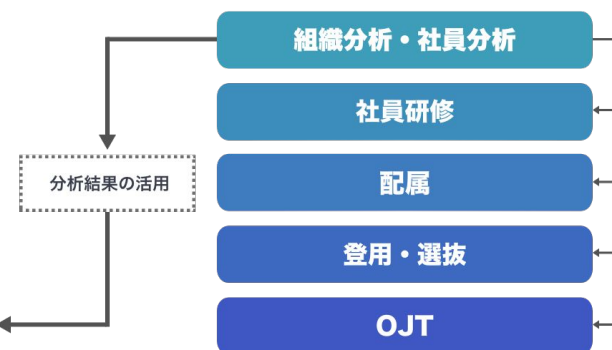 組織分析・社員分析
社員研修
分析結果の活用
配属
登用・選抜
OJT